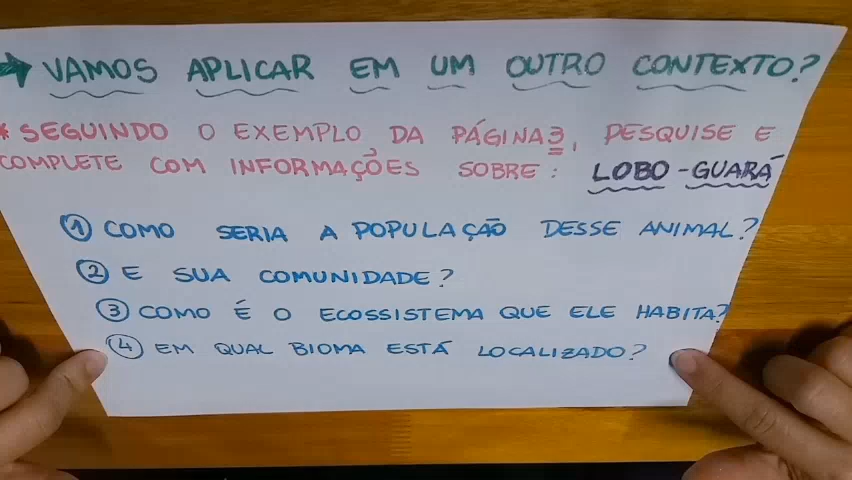 → VAMOS APLICAR EM UM OUTRO CONTEXTO?
* SEGUINDO O EXEMPLO DA PÁGINA 3, PESQUISE E
COMPLETE COM INFORMAÇÕES SOBRE: LOBO-GUARÁ
① COMO SERIA A POPULAÇÃO DESSE ANIMAL?
② E SUA COMUNIDADE?
③ COMO É O ECOSSISTEMA QUE ELE HABITA?
④ EM QUAL BIOMA ESTÁ LOCALIZADO?